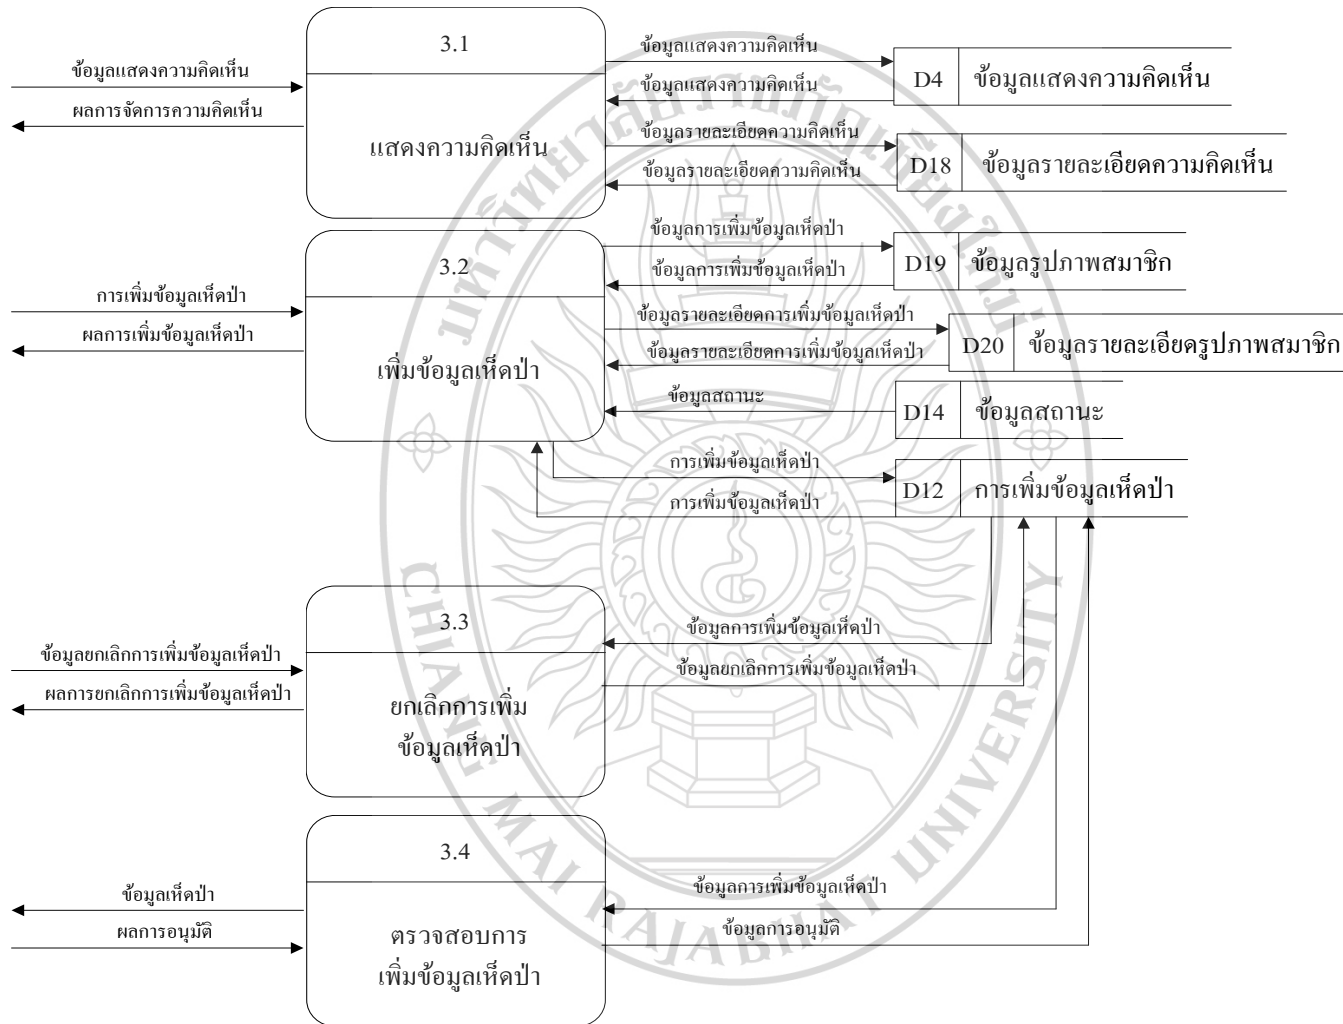 3.1
แสดงความคิดเห็น
ข้อมูลแสดงความคิดเห็น
ผลการจัดการความคิดเห็น
ข้อมูลแสดงความคิดเห็น
ข้อมูลแสดงความคิดเห็น
D4 ข้อมูลแสดงความคิดเห็น
ข้อมูลรายละเอียดความคิดเห็น
ข้อมูลรายละเอียดความคิดเห็น
D18 ข้อมูลรายละเอียดความคิดเห็น
3.2
เพิ่มข้อมูลเห็ดป่า
การเพิ่มข้อมูลเห็ดป่า
ผลการเพิ่มข้อมูลเห็ดป่า
ข้อมูลการเพิ่มข้อมูลเห็ดป่า
ข้อมูลการเพิ่มข้อมูลเห็ดป่า
D19 ข้อมูลรูปภาพสมาชิก
ข้อมูลรายละเอียดการเพิ่มข้อมูลเห็ดป่า
ข้อมูลรายละเอียดการเพิ่มข้อมูลเห็ดป่า
D20 ข้อมูลรายละเอียดรูปภาพสมาชิก
ข้อมูลสถานะ
D14 ข้อมูลสถานะ
การเพิ่มข้อมูลเห็ดป่า
การเพิ่มข้อมูลเห็ดป่า
D12 การเพิ่มข้อมูลเห็ดป่า
3.3
ยกเลิกการเพิ่ม
ข้อมูลเห็ดป่า
ข้อมูลยกเลิกการเพิ่มข้อมูลเห็ดป่า
ผลการยกเลิกการเพิ่มข้อมูลเห็ดป่า
ข้อมูลการเพิ่มข้อมูลเห็ดป่า
ข้อมูลยกเลิกการเพิ่มข้อมูลเห็ดป่า
3.4
ตรวจสอบการ
เพิ่มข้อมูลเห็ดป่า
ข้อมูลเห็ดป่า
ผลการอนุมัติ
ข้อมูลการเพิ่มข้อมูลเห็ดป่า
ข้อมูลการอนุมัติ
มหาวิทยาลัยราชภัฏเชียงใหม่
CHIANG MAI RAJABHAT UNIVERSITY